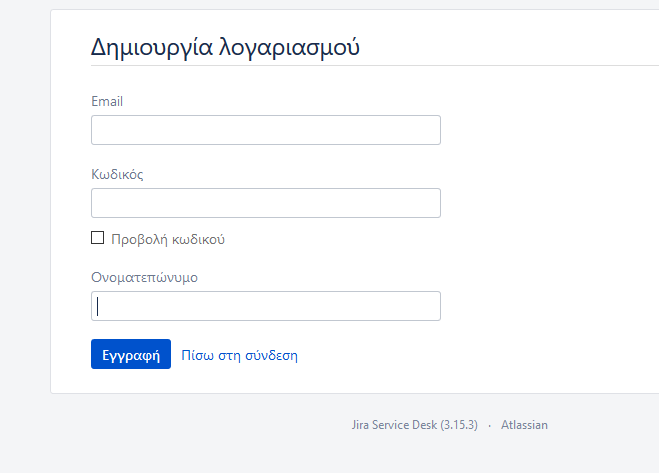 Δημιουργία λογαριασμού
Email
Κωδικός
Προβολή κωδικού
Ονοματεπώνυμο
Εγγραφή Πίσω στη σύνδεση
Jira Service Desk (3.15.3) · Atlassian